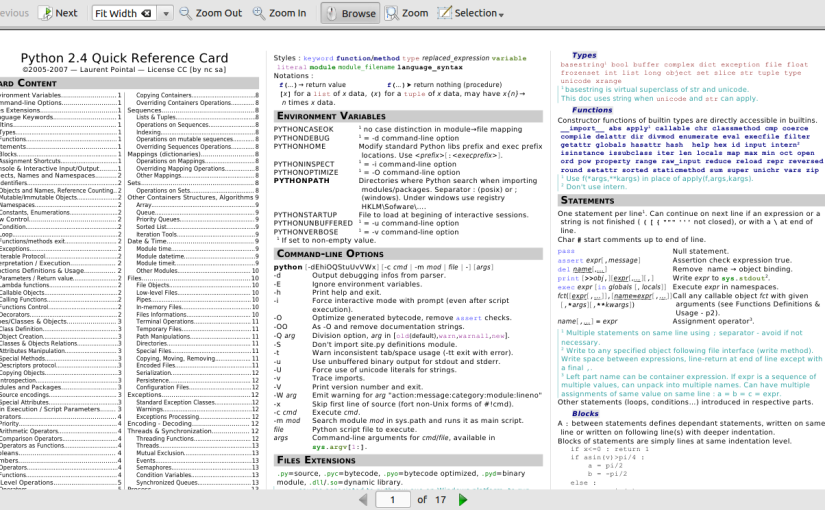 evious Next Fit Width Zoom Out Zoom In Browse Zoom Selection
Python 2.4 Quick Reference Card
©2005-2007 — Laurent Pointal — License CC [by nc sa]
ARD CONTENT
nvironment Variables 1
mmand-line Options 1
es Extensions 1
nguage Keywords 1
iltins 1
Types 1
Functions 1
atements 1
Blocks 1
Assignment Shortcuts 1
nsole & Interactive Input/Output 1
jects, Names and Namespaces 2
Identifiers 2
Objects and Names, Reference Counting 2
Mutable/Immutable Objects 2
Namespaces 2
Constants, Enumerations 2
w Control 2
Condition 2
Loop 2
Functions/methods exit 2
Exceptions 2
Iterable Protocol 2
terpretation / Execution 2
nctions Definitions & Usage 2
Parameters / Return value 2
Lambda functions 2
Callable Objects 2
Calling Functions 2
Functions Control 2
Decorators 2
pes/Classes & Objects 3
Class Definition 3
Classes & Objects Relations 3
Attributes Manipulation 3
Special Methods 3
Descriptors protocol 3
Copying Objects 3
Introspection 3
dules and Packages 3
Source encodings 3
Special Attributes 3
in Execution / Script Parameters 3
erators 4
Priority 4
Arithmetic Operators 4
Comparison Operators 4
Operators as Functions 4
oleans 4
mbers 4
Operators 4
Functions 4
Level Operations 5
Copying Containers 8
Overriding Containers Operations 8
Sequences 8
Lists & Tuples 8
Operations on Sequences 8
Indexing 8
Operations on mutable sequences 8
Overriding Sequences Operations 8
Mappings (dictionaries) 8
Operations on Mappings 8
Overriding Mapping Operations 8
Other Mappings 8
Sets 8
Operations on Sets 8
Other Containers Structures, Algorithms 9
Array 9
Queue 9
Priority Queues 9
Sorted List 9
Iteration Tools 9
Date & Time 9
Module time 9
Module datetime 9
Module timeit 9
Other Modules 10
Files 10
File Objects 10
Low-level Files 10
Pipes 10
In-memory Files 10
Files Informations 10
Terminal Operations 11
Temporary Files 11
Path Manipulations 11
Directories 11
Special Files 11
Copying, Moving, Removing 11
Encoded Files 11
Serialization 11
Persistence 12
Configuration Files 12
Exceptions 12
Standard Exception Classes 12
Warnings 12
Exceptions Processing 12
Encoding - Decoding 12
Threads & Synchronization 12
Threading Functions 12
Threads 12
Mutual Exclusion 13
Events 13
Semaphores 13
Condition Variables 13
Synchronized Queues 13
Process 13
Styles : keyword function/method type replaced_expression variable
literal module module_filename language_syntax
Notations :
f(…) → return value f(…) ➤ return nothing (procedure)
[x] for a list of x data, (x) for a tuple of x data, may have x{n} →
n times x data.
ENVIRONMENT VARIABLES
PYTHONCASEOK ¹ no case distinction in module→file mapping
PYTHONDEBUG ¹ = -d command-line option
PYTHONHOME Modify standard Python libs prefix and exec prefix
locations. Use <prefix>[:<execprefix>].
PYTHONINSPECT ¹ = -i command-line option
PYTHONOPTIMIZE ¹ = -O command-line option
PYTHONPATH Directories where Python search when importing
modules/packages. Separator : (posix) or ;
(windows). Under windows use registry
HKLM\Sofware\….
PYTHONSTARTUP File to load at begining of interactive sessions.
PYTHONUNBUFFERED ¹ = -u command-line option
PYTHONVERBOSE ¹ = -v command-line option
¹ If set to non-empty value.
COMMAND-LINE OPTIONS
python [-dEhiOQStuUvVWx] [-c cmd | -m mod | file | -] [args]
-d Output debugging infos from parser.
-E Ignore environment variables.
-h Print help and exit.
-i Force interactive mode with prompt (even after script
execution).
-O Optimize generated bytecode, remove assert checks.
-OO As -O and remove documentation strings.
-Q arg Division option, arg in [old(default),warn,warnall,new].
-S Don't import site.py definitions module.
-t Warn inconsistent tab/space usage (-tt exit with error).
-u Use unbuffered binary output for stdout and stderr.
-U Force use of unicode literals for strings.
-v Trace imports.
-V Print version number and exit.
-W arg Emit warning for arg "action:message:category:module:lineno"
-x Skip first line of source (fort non-Unix forms of #!cmd).
-c cmd Execute cmd.
-m mod Search module mod in sys.path and runs it as main script.
file Python script file to execute.
args Command-line arguments for cmd/file, available in
sys.argv[1:].
FILES EXTENSIONS
.py=source, .pyc=bytecode, .pyo=bytecode optimized, .pyd=binary
module, .dll/.so=dynamic library.
Types
basestring¹ bool buffer complex dict exception file float
frozenset int list long object set slice str tuple type
unicode xrange
¹ basestring is virtual superclass of str and unicode.
This doc uses string when unicode and str can apply.
Functions
Constructor functions of builtin types are directly accessible in builtins.
__import__ abs apply¹ callable chr classmethod cmp coerce
compile delattr dir divmod enumerate eval execfile filter
getattr globals hasattr hash help hex id input intern²
isinstance issubclass iter len locals map max min oct open
ord pow property range raw_input reduce reload repr reversed
round setattr sorted staticmethod sum super unichr vars zip
¹ Use f(*args,**kargs) in place of apply(f,args,kargs).
² Don't use intern.
STATEMENTS
One statement per line¹. Can continue on next line if an expression or a
string is not finished ( ( [ { """ ''' not closed), or with a \ at end of
line.
Char # start comments up to end of line.
pass Null statement.
assert expr[,message] Assertion check expression true.
del name[,…] Remove name → object binding.
print [>>obj,][expr[,…][,] Write expr to sys.stdout².
exec expr [in globals [, locals]] Execute expr in namespaces.
fct([expr[,…]],[name=expr[,…]] Call any callable object fct with given
[,*args][,**kwargs]) arguments (see Functions Definitions &
Usage - p2).
name[,…] = expr Assignment operator³.
¹ Multiple statements on same line using ; separator - avoid if not
necessary.
² Write to any specified object following file interface (write method).
Write space between expressions, line-return at end of line except with
a final ,.
³ Left part name can be container expression. If expr is a sequence of
multiple values, can unpack into multiple names. Can have multiple
assignments of same value on same line : a = b = c = expr.
Other statements (loops, conditions…) introduced in respective parts.
Blocks
A : between statements defines dependant statements, written on same
line or written on following line(s) with deeper indentation.
Blocks of statements are simply lines at same indentation level.
if x<=0 : return 1
if asin(v)>pi/4 :
a = pi/2
b = -pi/2
else :
1 of 17